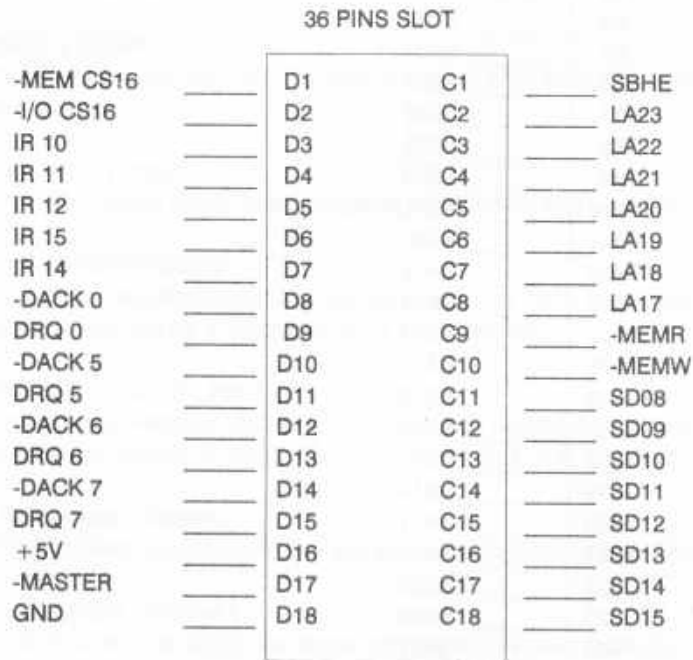 36 PINS SLOT
-MEM CS16 D1 C1 SBHE
-I/O CS16 D2 C2 LA23
IR 10 D3 C3 LA22
IR 11 D4 C4 LA21
IR 12 D5 C5 LA20
IR 15 D6 C6 LA19
IR 14 D7 C7 LA18
-DACK 0 D8 C8 LA17
DRQ 0 D9 C9 -MEMR
-DACK 5 D10 C10 -MEMW
DRQ 5 D11 C11 SD08
-DACK 6 D12 C12 SD09
DRQ 6 D13 C13 SD10
-DACK 7 D14 C14 SD11
DRQ 7 D15 C15 SD12
+5V D16 C16 SD13
-MASTER D17 C17 SD14
GND D18 C18 SD15